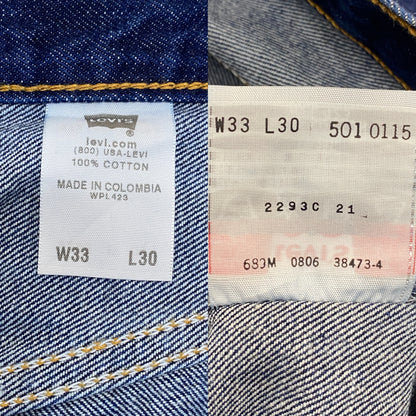 LEVI'S
levi.com
(800) USA-LEVI
100% COTTON
MADE IN COLOMBIA
WPL423
W33 L30
W33 L30 501 0115
2293C 21
LEVI'S
680M 0806 38473-4